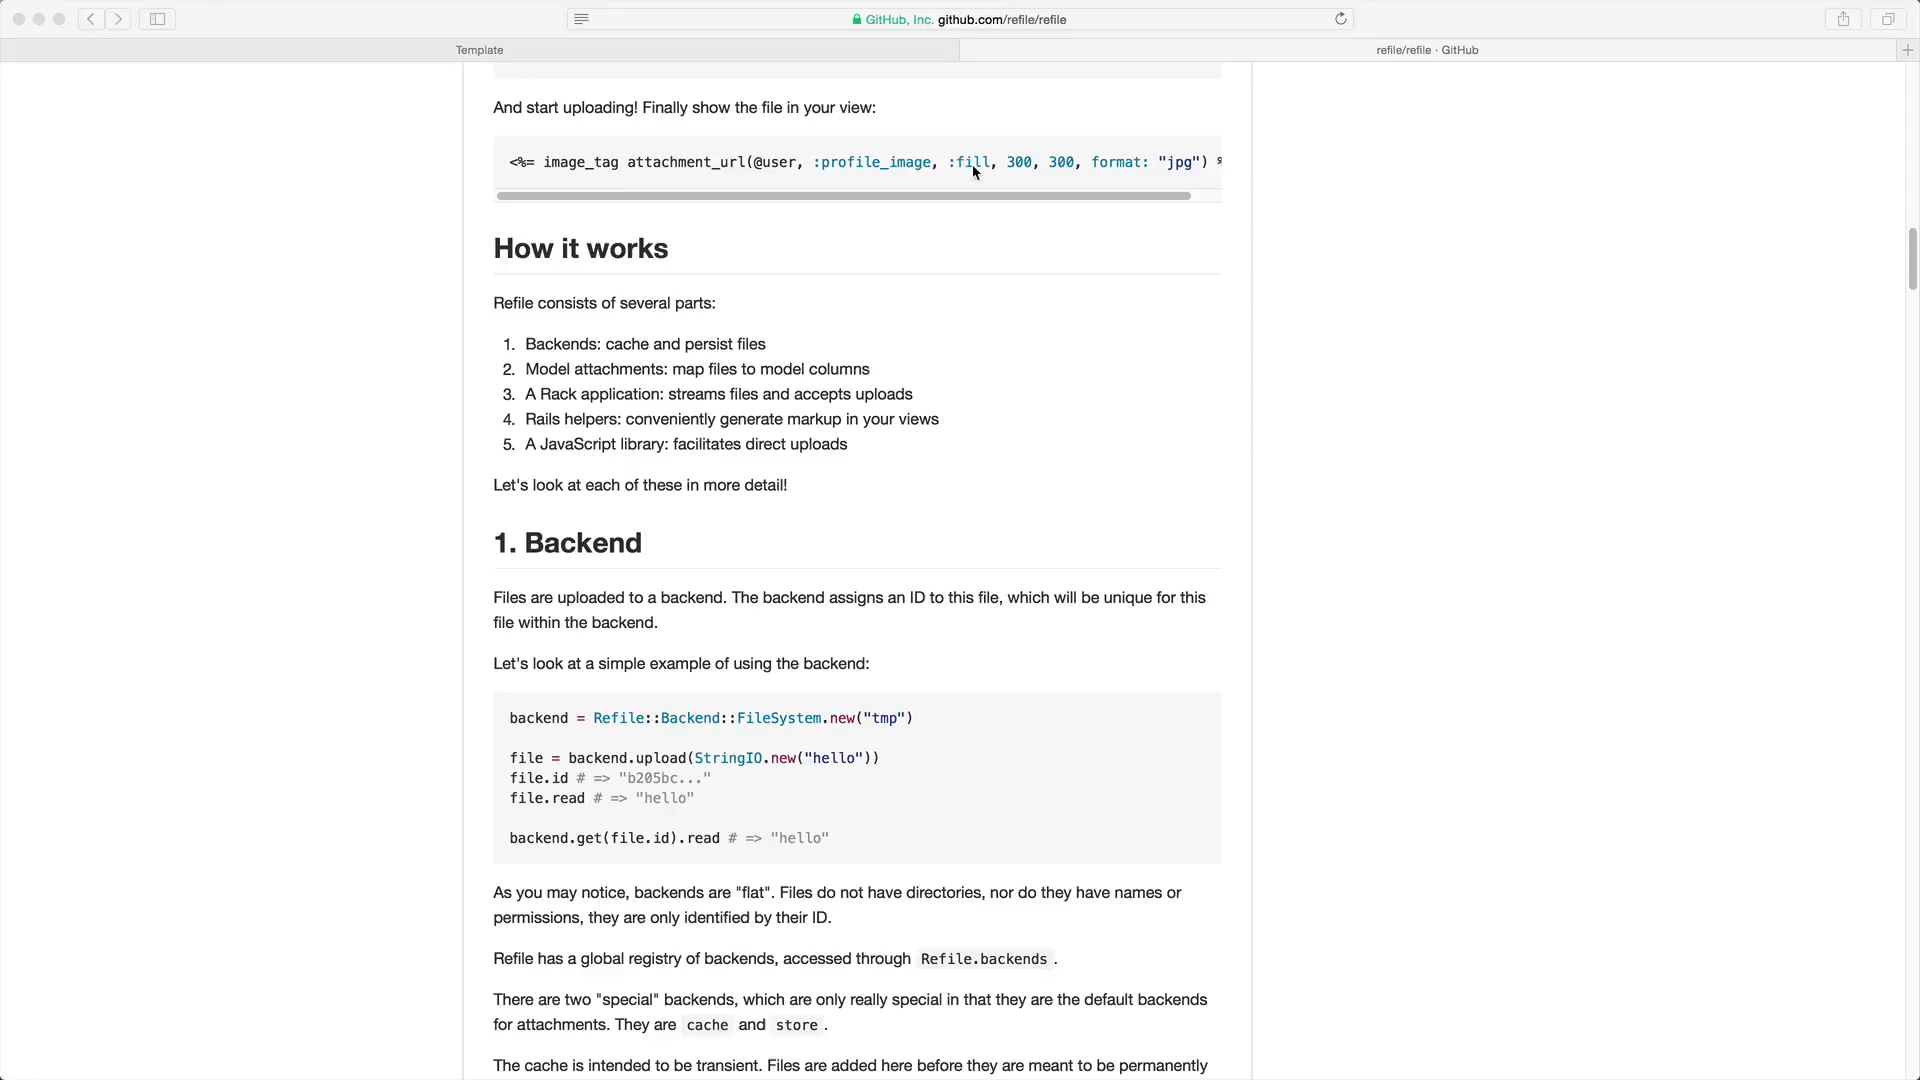 GitHub, Inc. github.com/refile/refile
Template
refile/refile · GitHub
And start uploading! Finally show the file in your view:
<%= image_tag attachment_url(@user, :profile_image, :fill, 300, 300, format: "jpg") %
How it works
Refile consists of several parts:
1. Backends: cache and persist files
2. Model attachments: map files to model columns
3. A Rack application: streams files and accepts uploads
4. Rails helpers: conveniently generate markup in your views
5. A JavaScript library: facilitates direct uploads
Let's look at each of these in more detail!
1. Backend
Files are uploaded to a backend. The backend assigns an ID to this file, which will be unique for this
file within the backend.
Let's look at a simple example of using the backend:
backend = Refile::Backend::FileSystem.new("tmp")
file = backend.upload(StringIO.new("hello"))
file.id # => "b205bc..."
file.read # => "hello"
backend.get(file.id).read # => "hello"
As you may notice, backends are "flat". Files do not have directories, nor do they have names or
permissions, they are only identified by their ID.
Refile has a global registry of backends, accessed through Refile.backends .
There are two "special" backends, which are only really special in that they are the default backends
for attachments. They are cache and store .
The cache is intended to be transient. Files are added here before they are meant to be permanently